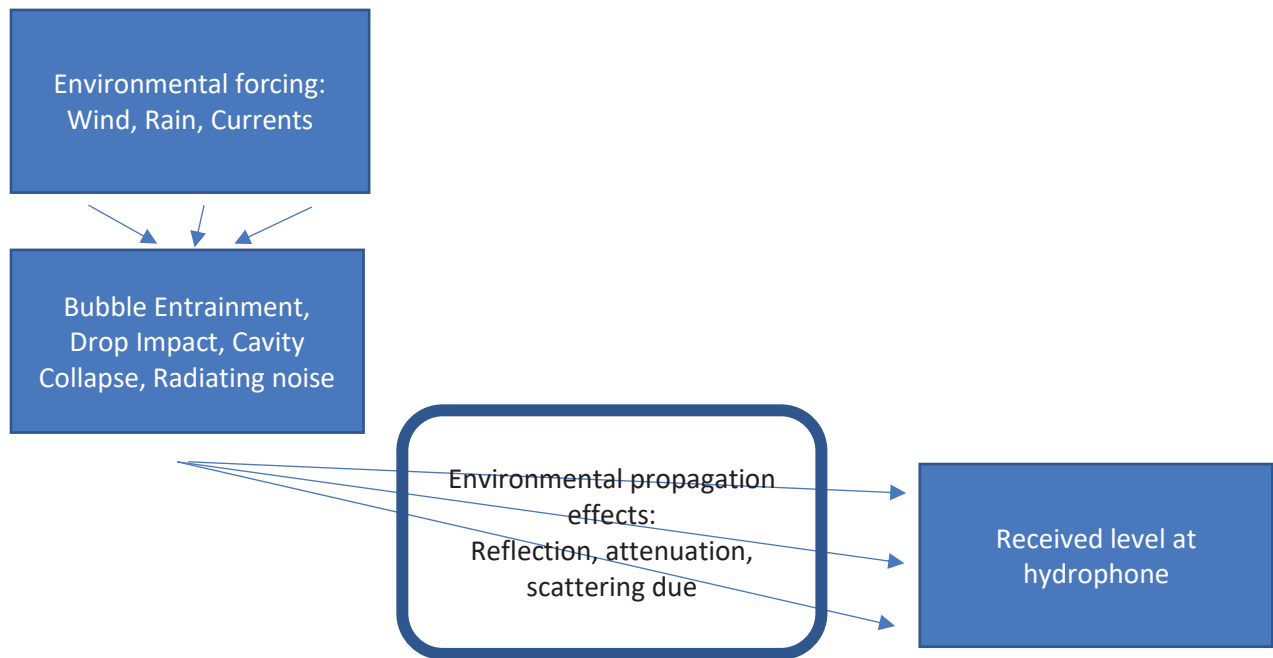 Environmental forcing:
Wind, Rain, Currents
Bubble Entrainment,
Drop Impact, Cavity
Collapse, Radiating noise
Environmental propagation
effects:
Reflection, attenuation,
scattering due
Received level at
hydrophone